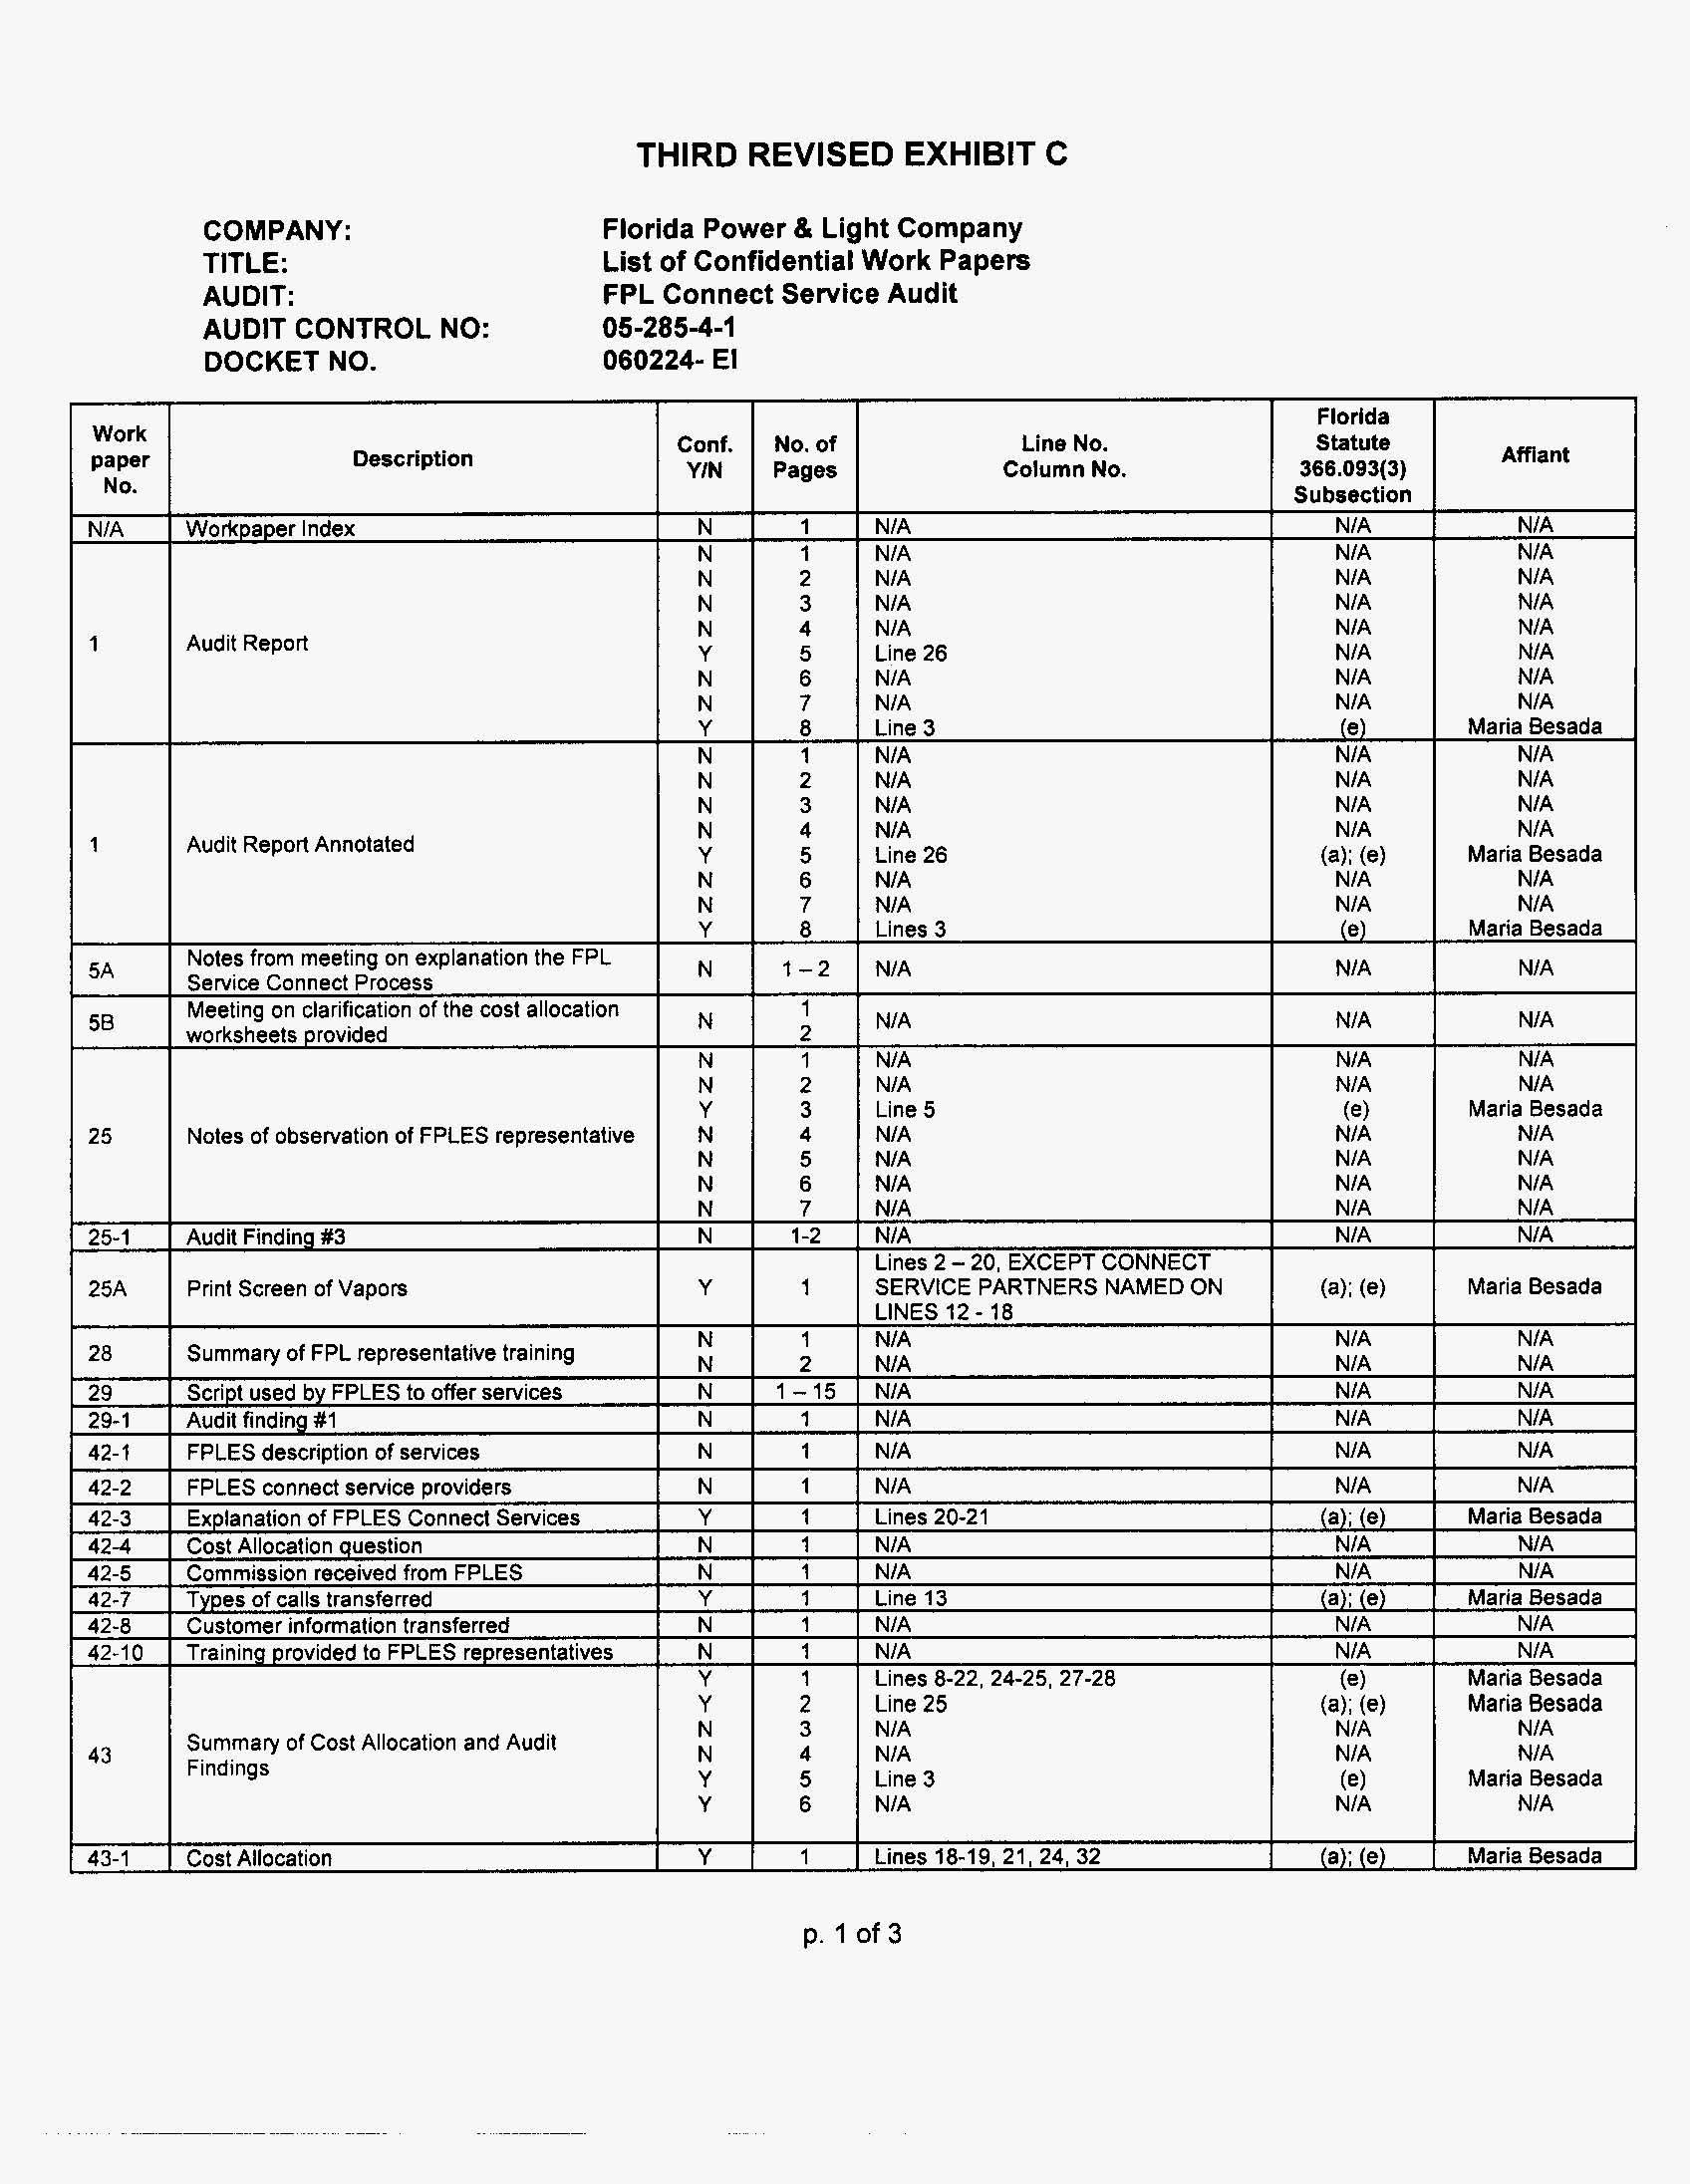 THIRD REVISED EXHIBIT C
COMPANY: Florida Power & Light Company
TITLE: List of Confidential Work Papers
AUDIT: FPL Connect Service Audit
AUDIT CONTROL NO: 05-285-4-1
DOCKET NO. 060224- EI
Work paper No. Description Conf. Y/N No. of Pages Line No. Column No. Florida Statute 366.093(3) Subsection Affiant
N/A Workpaper Index N 1 N/A N/A N/A
1 Audit Report
N 1 N/A N/A N/A
N 2 N/A N/A N/A
N 3 N/A N/A N/A
N 4 N/A N/A N/A
Y 5 Line 26 N/A N/A
N 6 N/A N/A N/A
N 7 N/A N/A N/A
Y 8 Line 3 (e) Maria Besada
1 Audit Report Annotated
N 1 N/A N/A N/A
N 2 N/A N/A N/A
N 3 N/A N/A N/A
N 4 N/A N/A N/A
Y 5 Line 26 (a); (e) Maria Besada
N 6 N/A N/A N/A
N 7 N/A N/A N/A
Y 8 Lines 3 (e) Maria Besada
5A Notes from meeting on explanation the FPL
Service Connect Process N 1 – 2 N/A N/A N/A
5B Meeting on clarification of the cost allocation
worksheets provided N 1 2 N/A N/A N/A
25 Notes of observation of FPLES representative
N 1 N/A N/A N/A
N 2 N/A N/A N/A
Y 3 Line 5 (e) Maria Besada
N 4 N/A N/A N/A
N 5 N/A N/A N/A
N 6 N/A N/A N/A
N 7 N/A N/A N/A
25-1 Audit Finding #3 N 1-2 N/A N/A N/A
25A Print Screen of Vapors Y 1 Lines 2 – 20, EXCEPT CONNECT
SERVICE PARTNERS NAMED ON
LINES 12 - 18 (a); (e) Maria Besada
28 Summary of FPL representative training
N 1 N/A N/A N/A
N 2 N/A N/A N/A
29 Script used by FPLES to offer services N 1 – 15 N/A N/A N/A
29-1 Audit finding #1 N 1 N/A N/A N/A
42-1 FPLES description of services N 1 N/A N/A N/A
42-2 FPLES connect service providers N 1 N/A N/A N/A
42-3 Explanation of FPLES Connect Services Y 1 Lines 20-21 (a); (e) Maria Besada
42-4 Cost Allocation question N 1 N/A N/A N/A
42-5 Commission received from FPLES N 1 N/A N/A N/A
42-7 Types of calls transferred Y 1 Line 13 (a); (e) Maria Besada
42-8 Customer information transferred N 1 N/A N/A N/A
42-10 Training provided to FPLES representatives N 1 N/A N/A N/A
43 Summary of Cost Allocation and Audit
Findings
Y 1 Lines 8-22, 24-25, 27-28 (e) Maria Besada
Y 2 Line 25 (a); (e) Maria Besada
N 3 N/A N/A N/A
N 4 N/A N/A N/A
Y 5 Line 3 (e) Maria Besada
Y 6 N/A N/A N/A
43-1 Cost Allocation Y 1 Lines 18-19, 21, 24, 32 (a); (e) Maria Besada
p. 1 of 3